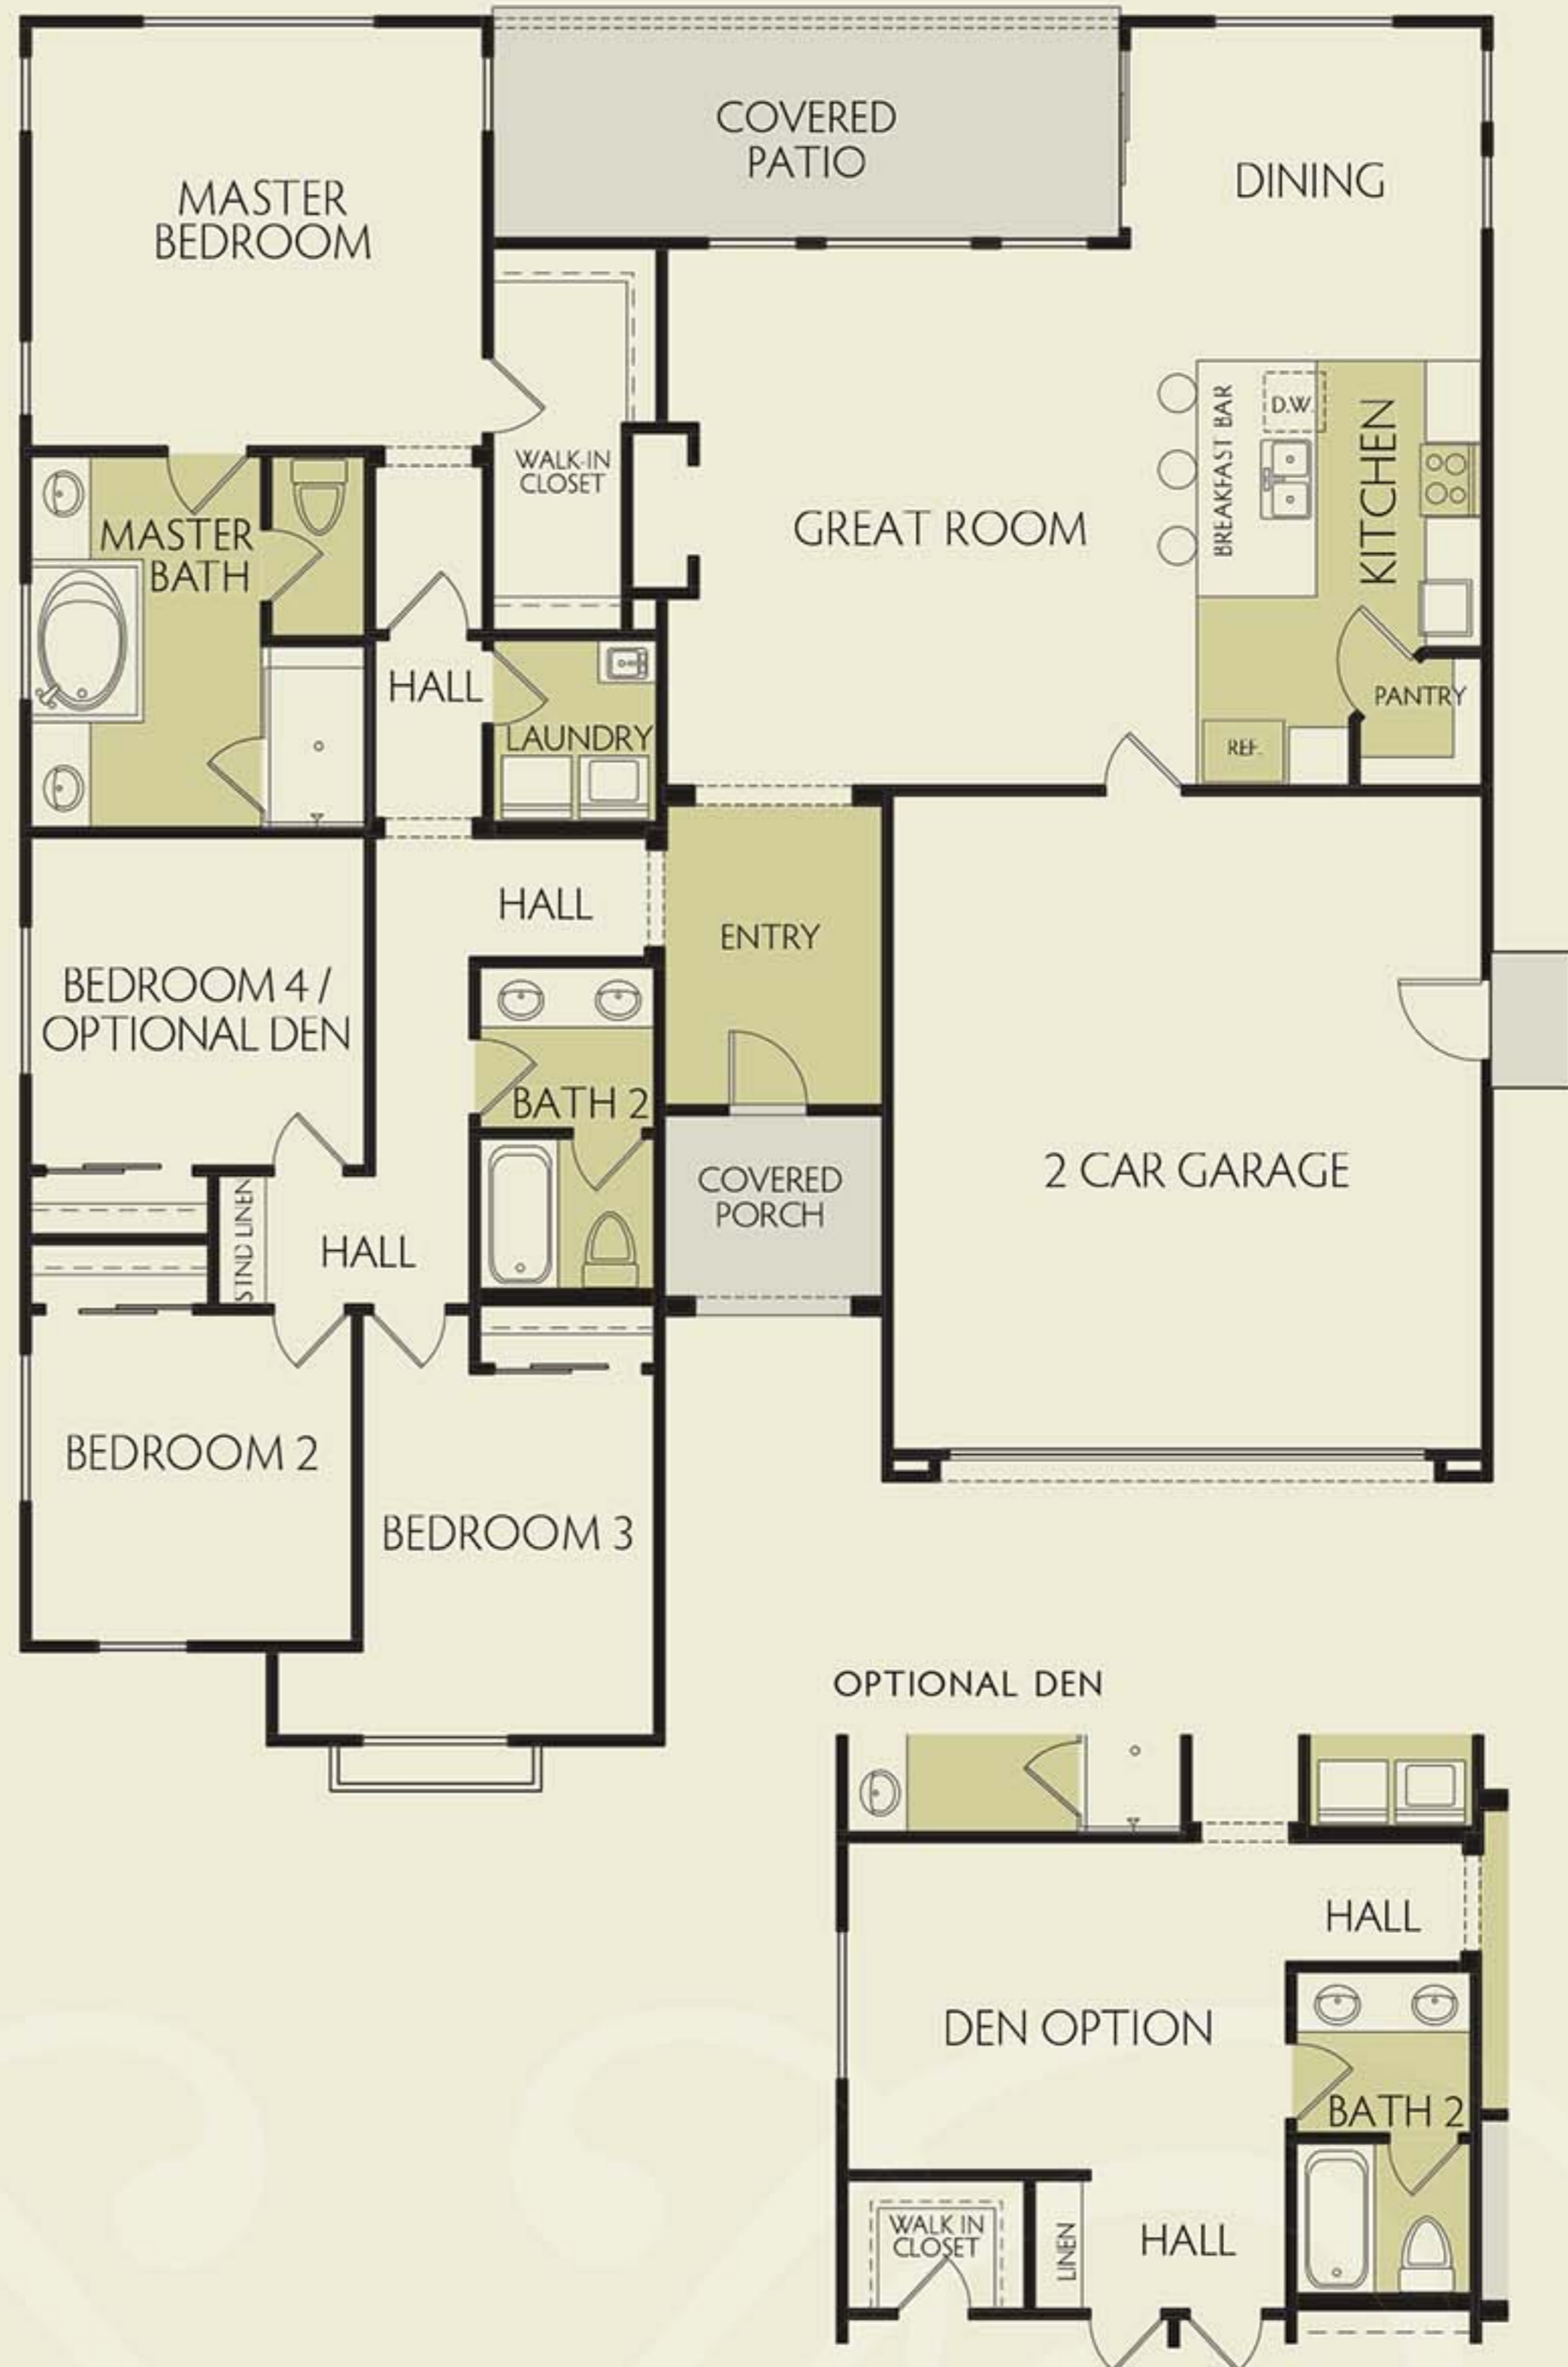 COVERED
PATIO
MASTER
BEDROOM
DINING
WALK-IN
CLOSET
BREAKFAST BAR
D.W.
KITCHEN
GREAT ROOM
MASTER
BATH
HALL
LAUNDRY
PANTRY
REF.
HALL
ENTRY
BEDROOM 4 /
OPTIONAL DEN
BATH 2
2 CAR GARAGE
COVERED
PORCH
STND LINEN
HALL
BEDROOM 2
BEDROOM 3
OPTIONAL DEN
HALL
DEN OPTION
BATH 2
WALK IN
CLOSET
LINEN
HALL